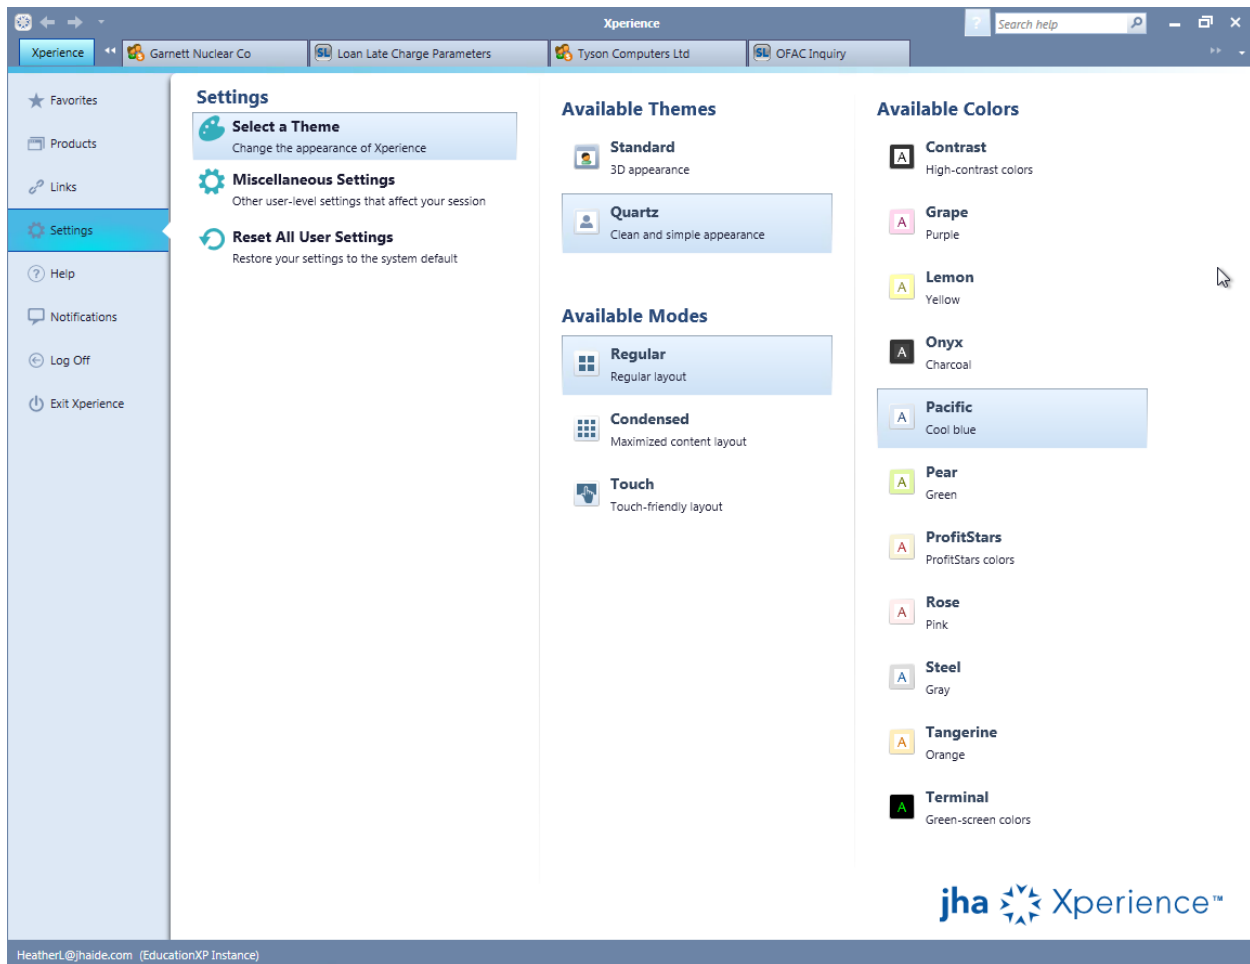 Xperience
Search help
Xperience
Garnett Nuclear Co
SL Loan Late Charge Parameters
Tyson Computers Ltd
SL OFAC Inquiry
Favorites
Products
Links
Settings
Help
Notifications
Log Off
Exit Xperience
Settings
Select a Theme
Change the appearance of Xperience
Miscellaneous Settings
Other user-level settings that affect your session
Reset All User Settings
Restore your settings to the system default
Available Themes
Standard
3D appearance
Quartz
Clean and simple appearance
Available Modes
Regular
Regular layout
Condensed
Maximized content layout
Touch
Touch-friendly layout
Available Colors
A Contrast
High-contrast colors
A Grape
Purple
A Lemon
Yellow
A Onyx
Charcoal
A Pacific
Cool blue
A Pear
Green
A ProfitStars
ProfitStars colors
A Rose
Pink
A Steel
Gray
A Tangerine
Orange
A Terminal
Green-screen colors
jha Xperience™
HeatherL@jhaide.com (EducationXP Instance)